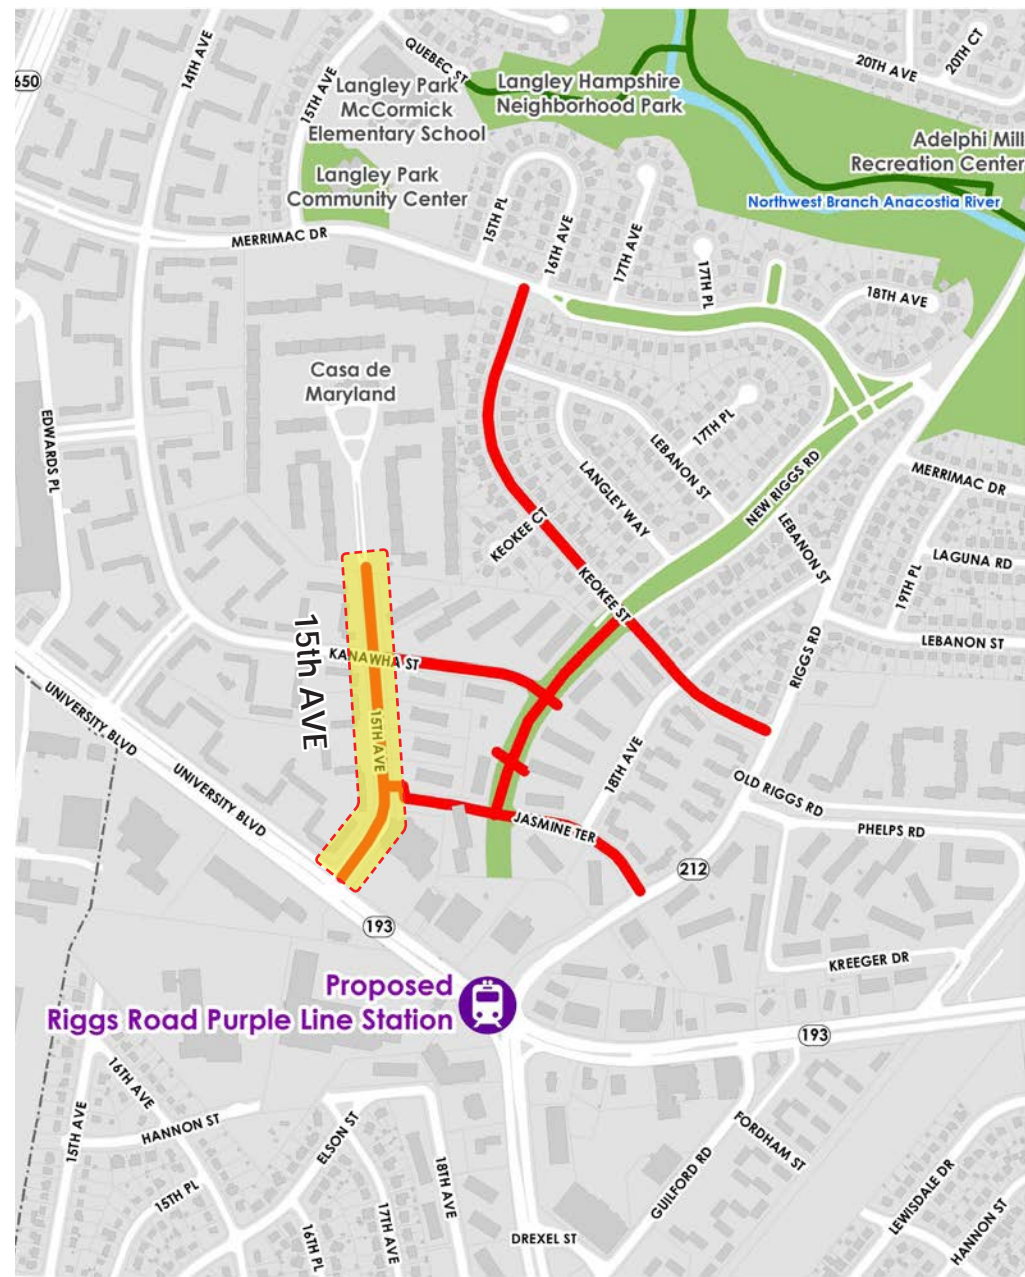 650
14TH AVE
15TH AVE
QUEBEC ST
Langley Park
McCormick
Elementary School
Langley Hampshire
Neighborhood Park
20TH AVE
20TH CT
Adelphi Mill
Recreation Center
Langley Park
Community Center
Northwest Branch Anacostia River
MERRIMAC DR
15TH PL
16TH AVE
17TH AVE
17TH PL
18TH AVE
Casa de
Maryland
EDWARDS PL
17TH PL
LEBANON ST
LANGLEY WAY
NEW RIGGS RD
MERRIMAC DR
KEOKEE CT
LEBANON ST
LAGUNA RD
19TH PL
KEOKEE ST
LEBANON ST
RIGGS RD
15th AVE
KANAWHA ST
15TH AVE
UNIVERSITY BLVD
UNIVERSITY BLVD
18TH AVE
OLD RIGGS RD
PHELPS RD
JASMINE TER
212
193
KREEGER DR
Proposed
Riggs Road Purple Line Station
193
16TH AVE
15TH AVE
HANNON ST
ELSON ST
15TH PL
16TH PL
17TH AVE
18TH AVE
DREXEL ST
GUILFORD RD
FORDHAM ST
LEWISDALE DR
HANNON ST